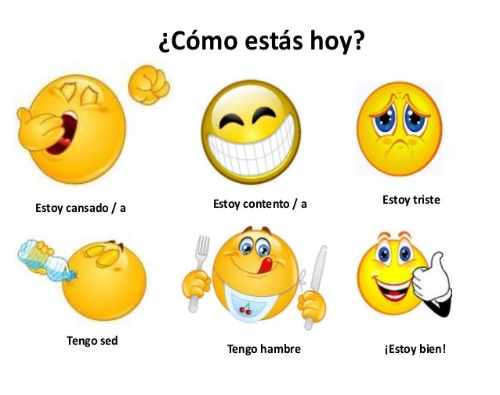 ¿Cómo estás hoy?
Estoy cansado / a
Estoy contento / a
Estoy triste
Tengo sed
Tengo hambre
¡Estoy bien!